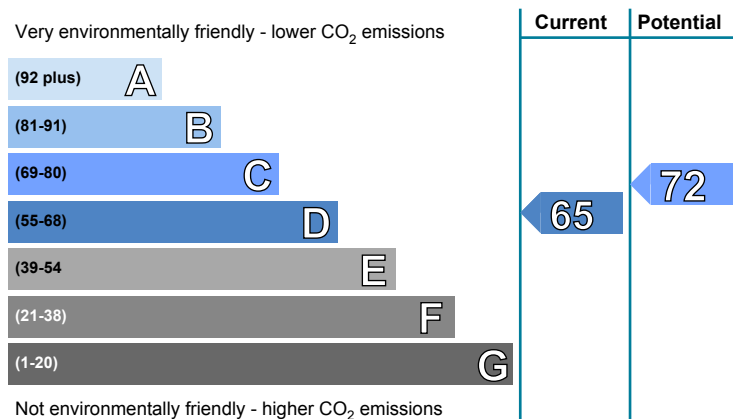 Very environmentally friendly - lower CO₂ emissions
Current
Potential
(92 plus) A
(81-91) B
(69-80) C
(55-68) D
(39-54 E
(21-38) F
(1-20) G
65
72
Not environmentally friendly - higher CO₂ emissions